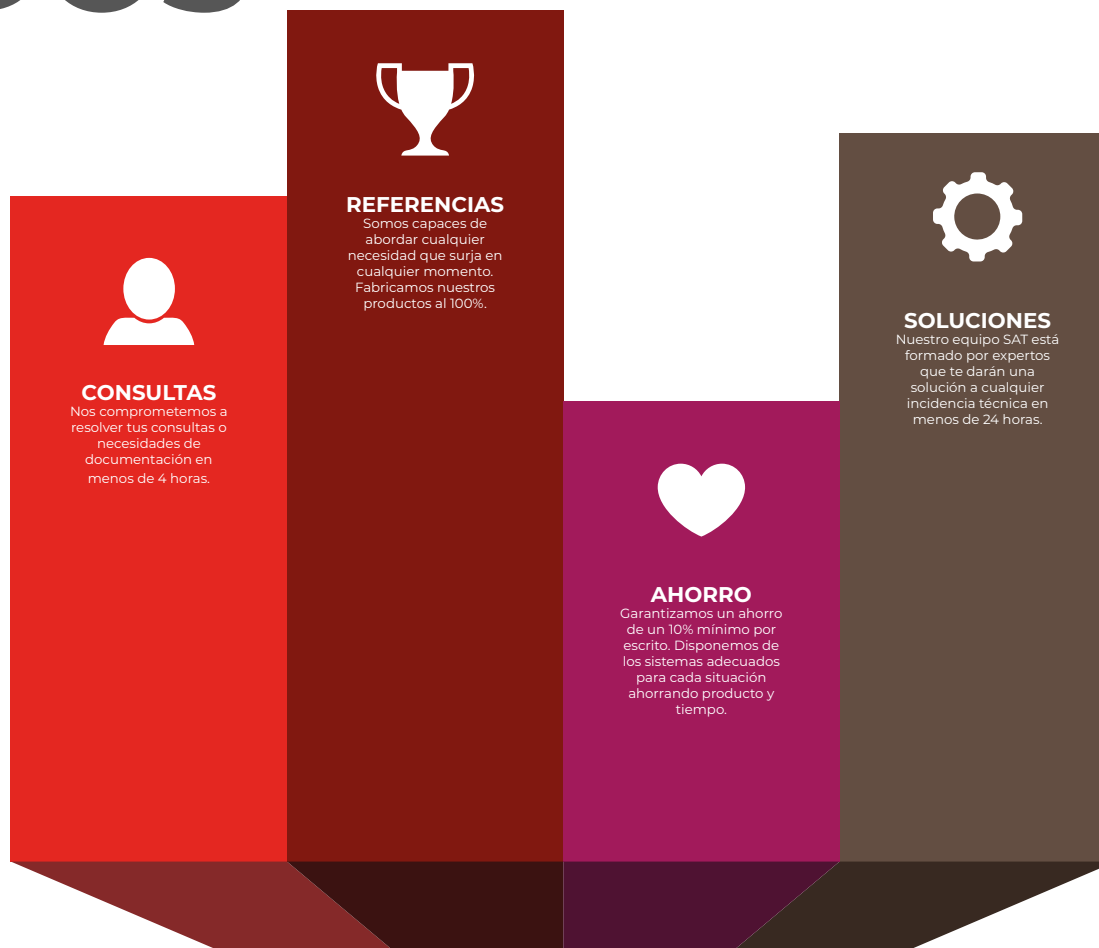 CONSULTAS
Nos comprometemos a
resolver tus consultas o
necesidades de
documentación en
menos de 4 horas.
REFERENCIAS
Somos capaces de
abordar cualquier
necesidad que surja en
cualquier momento.
Fabricamos nuestros
productos al 100%.
AHORRO
Garantizamos un ahorro
de un 10% mínimo por
escrito. Disponemos de
los sistemas adecuados
para cada situación
ahorrando producto y
tiempo.
SOLUCIONES
Nuestro equipo SAT está
formado por expertos
que te darán una
solución a cualquier
incidencia técnica en
menos de 24 horas.